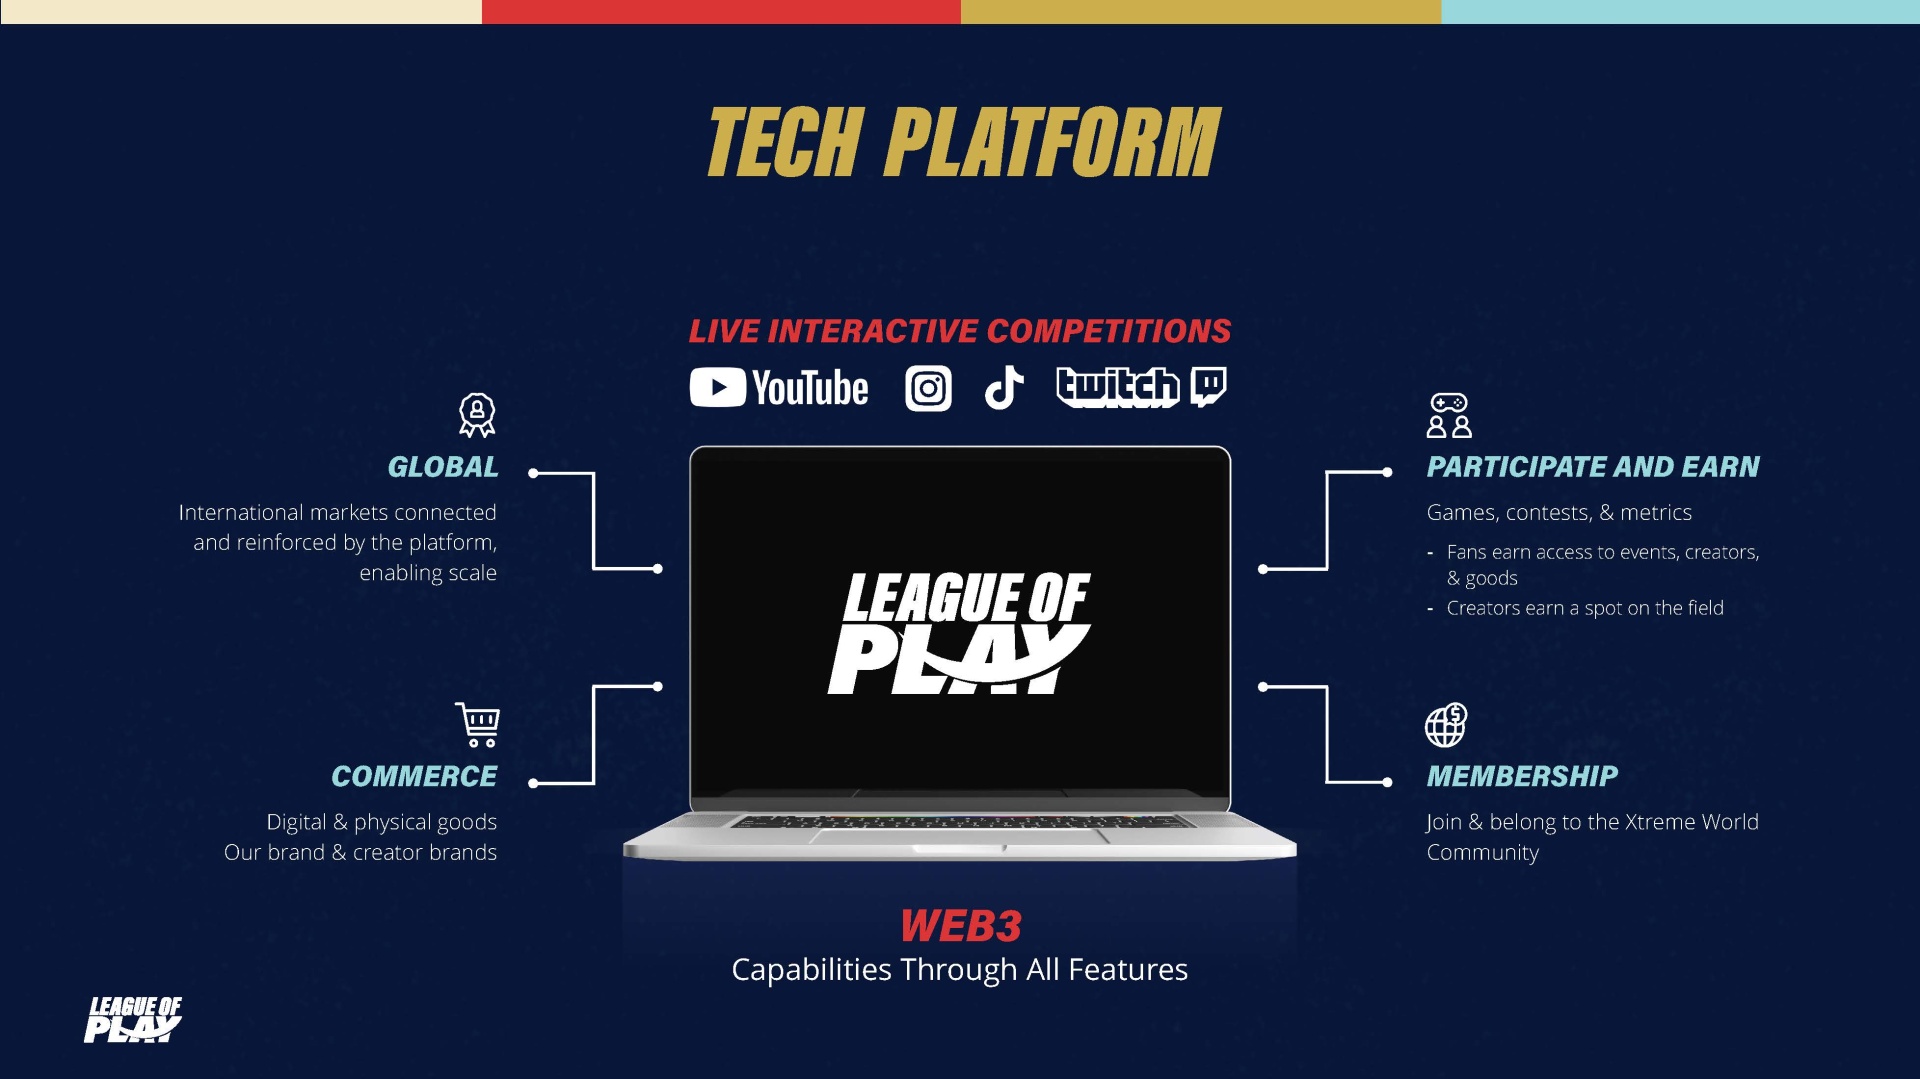 TECH PLATFORM
LIVE INTERACTIVE COMPETITIONS
YouTube
twitch
GLOBAL
International markets connected
and reinforced by the platform,
enabling scale
COMMERCE
Digital & physical goods
Our brand & creator brands
LEAGUE OF
PLAY
PARTICIPATE AND EARN
Games, contests, & metrics
- Fans earn access to events, creators,
& goods
- Creators earn a spot on the field
MEMBERSHIP
Join & belong to the Xtreme World
Community
WEB3
Capabilities Through All Features
LEAGUE OF
PLAY